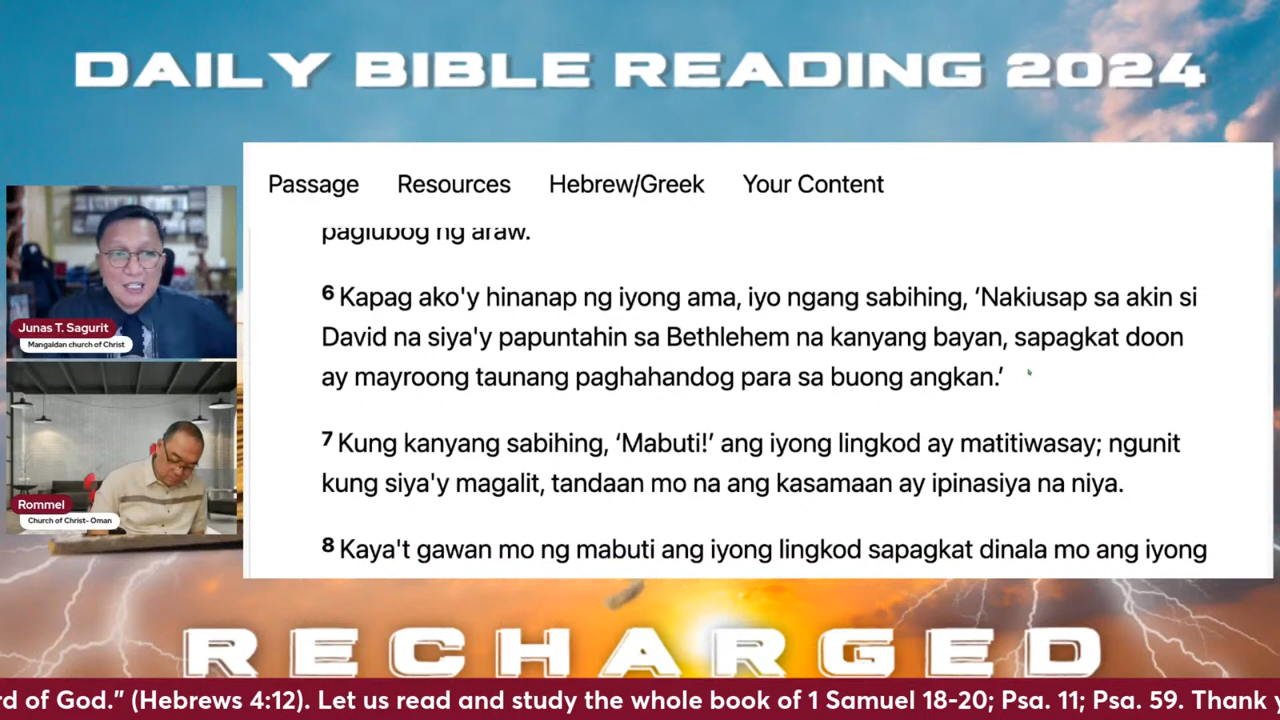 DAILY BIBLE READING 2024
Passage Resources Hebrew/Greek Your Content
paglubog ng araw.
6 Kapag ako'y hinanap ng iyong ama, iyo ngang sabihing, ‘Nakiusap sa akin si
David na siya'y papuntahin sa Bethlehem na kanyang bayan, sapagkat doon
ay mayroong taunang paghahandog para sa buong angkan.’
7 Kung kanyang sabihing, ‘Mabuti!’ ang iyong lingkod ay matitiwasay; ngunit
kung siya'y magalit, tandaan mo na ang kasamaan ay ipinasiya na niya.
8 Kaya't gawan mo ng mabuti ang iyong lingkod sapagkat dinala mo ang iyong
Junas T. Sagurit
Mangaldan church of Christ
Rommel
Church of Christ- Oman
RECHARGED
rd of God.” (Hebrews 4:12). Let us read and study the whole book of 1 Samuel 18-20; Psa. 11; Psa. 59. Thank y